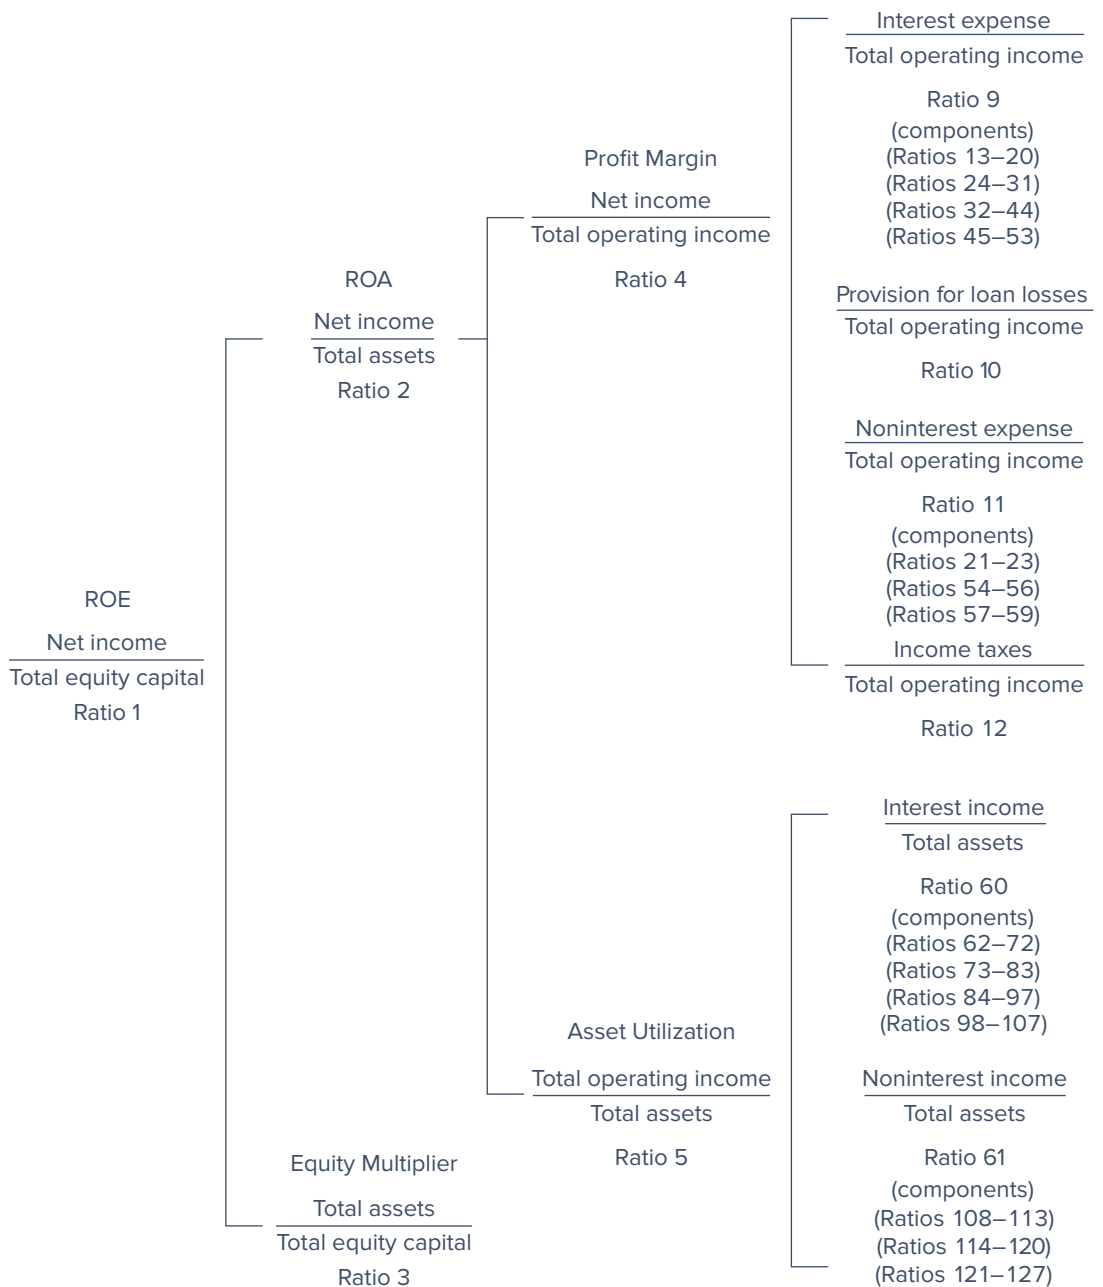 ROE
Net income
Total equity capital
Ratio 1
ROA
Net income
Total assets
Ratio 2
Equity Multiplier
Total assets
Total equity capital
Ratio 3
Profit Margin
Net income
Total operating income
Ratio 4
Asset Utilization
Total operating income
Total assets
Ratio 5
Interest expense
Total operating income
Ratio 9
(components)
(Ratios 13–20)
(Ratios 24–31)
(Ratios 32–44)
(Ratios 45–53)
Provision for loan losses
Total operating income
Ratio 10
Noninterest expense
Total operating income
Ratio 11
(components)
(Ratios 21–23)
(Ratios 54–56)
(Ratios 57–59)
Income taxes
Total operating income
Ratio 12
Interest income
Total assets
Ratio 60
(components)
(Ratios 62–72)
(Ratios 73–83)
(Ratios 84–97)
(Ratios 98–107)
Noninterest income
Total assets
Ratio 61
(components)
(Ratios 108–113)
(Ratios 114–120)
(Ratios 121–127)